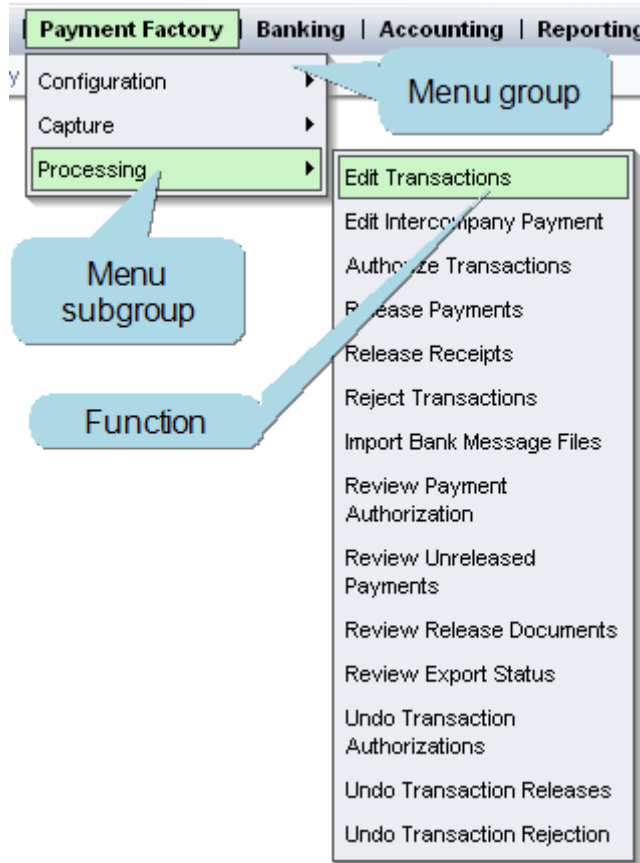 Payment Factory | Banking | Accounting | Reporting
y
Configuration
Menu group
Capture
Processing
Edit Transactions
Edit Intercompany Payment
Menu
subgroup
Authorize Transactions
Release Payments
Release Receipts
Function
Reject Transactions
Import Bank Message Files
Review Payment
Authorization
Review Unreleased
Payments
Review Release Documents
Review Export Status
Undo Transaction
Authorizations
Undo Transaction Releases
Undo Transaction Rejection